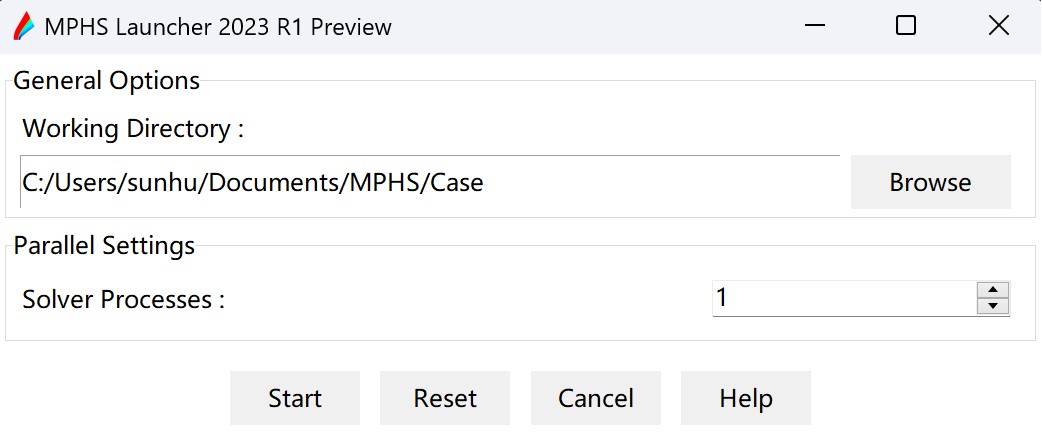 MPHS Launcher 2023 R1 Preview
General Options
Working Directory :
C:/Users/sunhu/Documents/MPHS/Case
Browse
Parallel Settings
Solver Processes :
1
Start
Reset
Cancel
Help